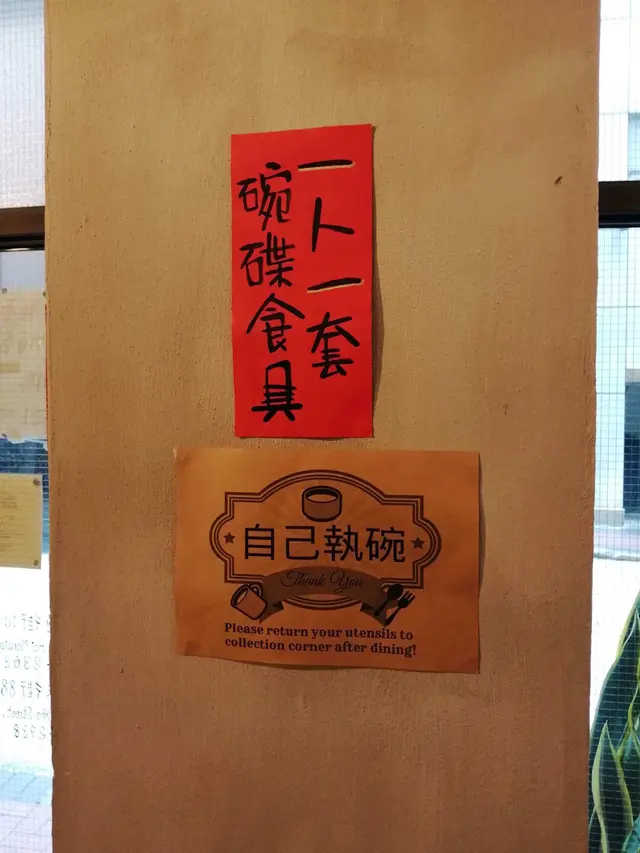 一人一套
碗碟食具
自己執碗
Thank You
Please return your utensils to
collection corner after dining!